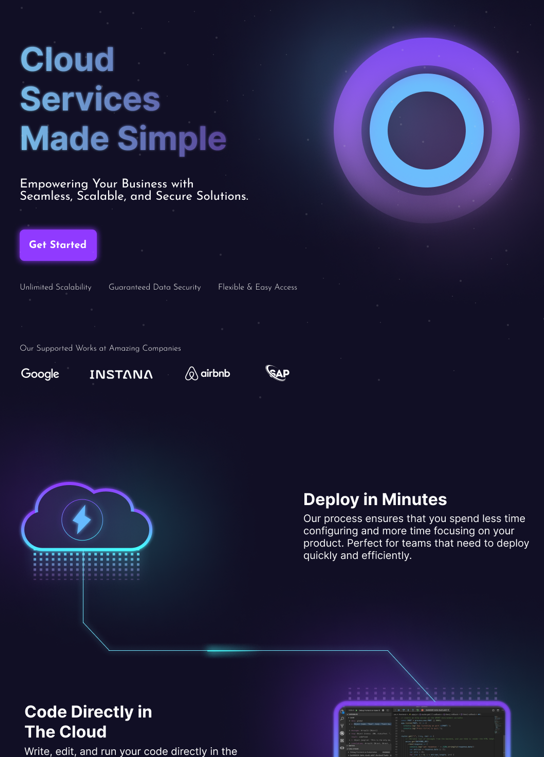 Cloud
Services
Made Simple
Empowering Your Business with
Seamless, Scalable, and Secure Solutions.
Get Started
Unlimited Scalability Guaranteed Data Security Flexible & Easy Access
Our Supported Works at Amazing Companies
Google INSTANA airbnb SAP
Deploy in Minutes
Our process ensures that you spend less time
configuring and more time focusing on your
product. Perfect for teams that need to deploy
quickly and efficiently.
Code Directly in
The Cloud
Write, edit, and run your code directly in the